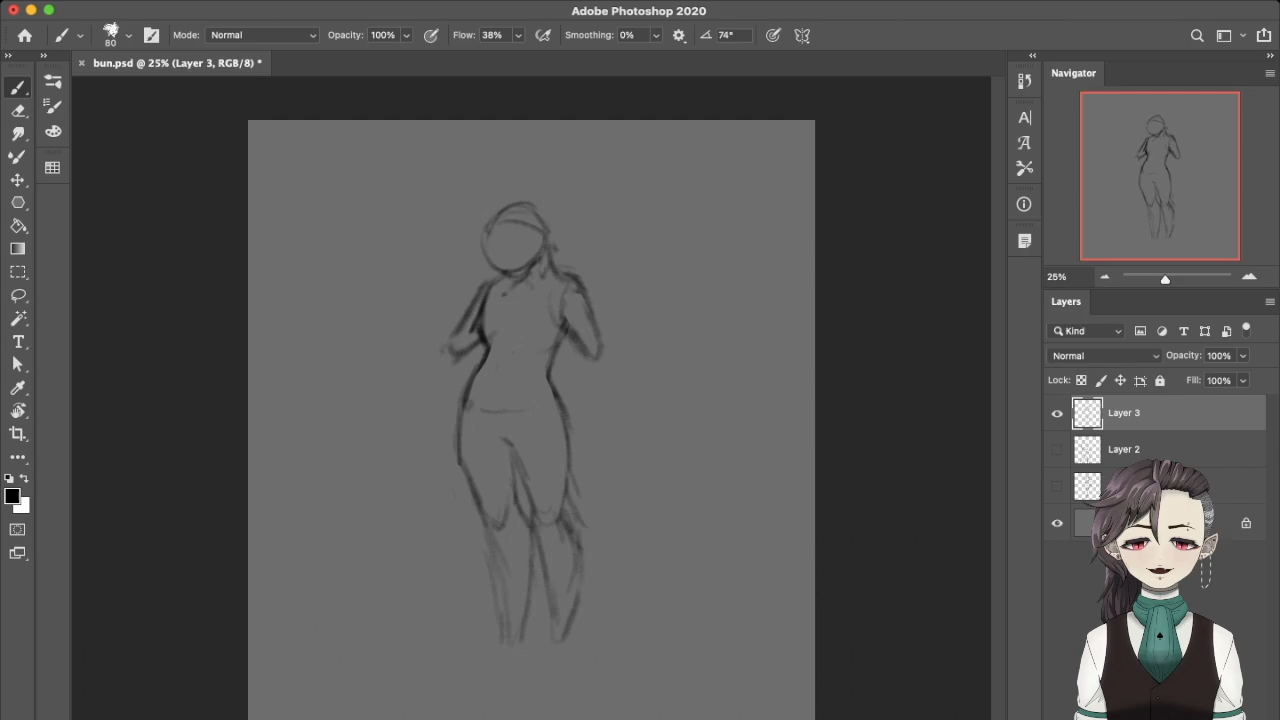 Adobe Photoshop 2020
80
Mode: Normal
Opacity: 100%
Flow: 38%
Smoothing: 0%
74°
bun.psd @ 25% (Layer 3, RGB/8) *
Navigator
25%
Layers
Kind
Normal
Opacity: 100%
Lock:
Fill: 100%
Layer 3
Layer 2